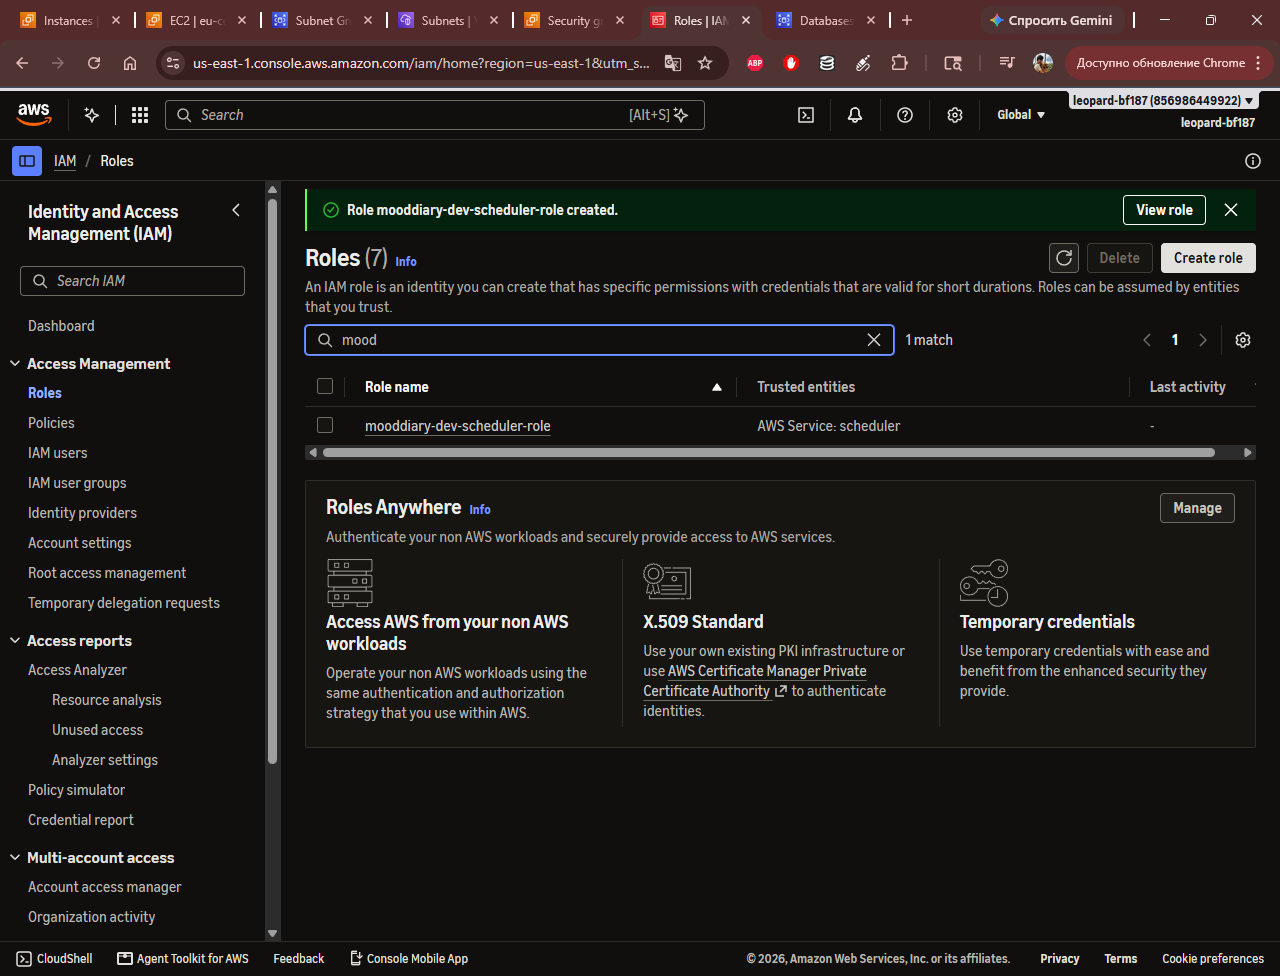 Instances |
EC2 | eu-c
Subnet Gr
Subnets | V
Security g
Roles | IAM
Databases
Спросить Gemini
us-east-1.console.aws.amazon.com/iam/home?region=us-east-1&utm_s...
ABP
Доступно обновление Chrome
aws
Search
[Alt+S]
Global
leopard-bf187 (856986449922)
leopard-bf187
IAM / Roles
Identity and Access
Management (IAM)
Search IAM
Dashboard
Access Management
Roles
Policies
IAM users
IAM user groups
Identity providers
Account settings
Root access management
Temporary delegation requests
Access reports
Access Analyzer
Resource analysis
Unused access
Analyzer settings
Policy simulator
Credential report
Multi-account access
Account access manager
Organization activity
Role mooddiary-dev-scheduler-role created.
View role
Roles (7) Info
Delete
Create role
An IAM role is an identity you can create that has specific permissions with credentials that are valid for short durations. Roles can be assumed by entities
that you trust.
mood
1 match
1
Role name
Trusted entities
Last activity
mooddiary-dev-scheduler-role
AWS Service: scheduler
-
Roles Anywhere Info
Manage
Authenticate your non AWS workloads and securely provide access to AWS services.
Access AWS from your non AWS
workloads
Operate your non AWS workloads using the
same authentication and authorization
strategy that you use within AWS.
X.509 Standard
Use your own existing PKI infrastructure or
use AWS Certificate Manager Private
Certificate Authority to authenticate
identities.
Temporary credentials
Use temporary credentials with ease and
benefit from the enhanced security they
provide.
CloudShell
Agent Toolkit for AWS
Feedback
Console Mobile App
© 2026, Amazon Web Services, Inc. or its affiliates.
Privacy
Terms
Cookie preferences